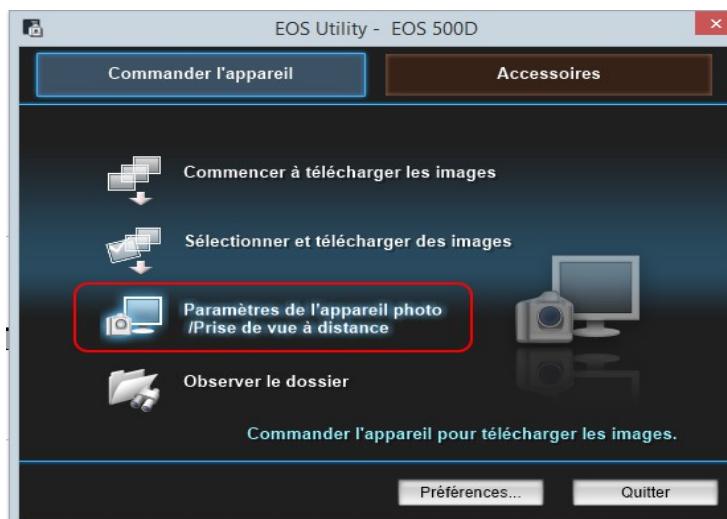 EOS Utility - EOS 500D
Commander l'appareil
Accessoires
Commencer à télécharger les images
Sélectionner et télécharger des images
Paramètres de l'appareil photo
/Prise de vue à distance
Observer le dossier
Commander l'appareil pour télécharger les images.
Préférences...
Quitter